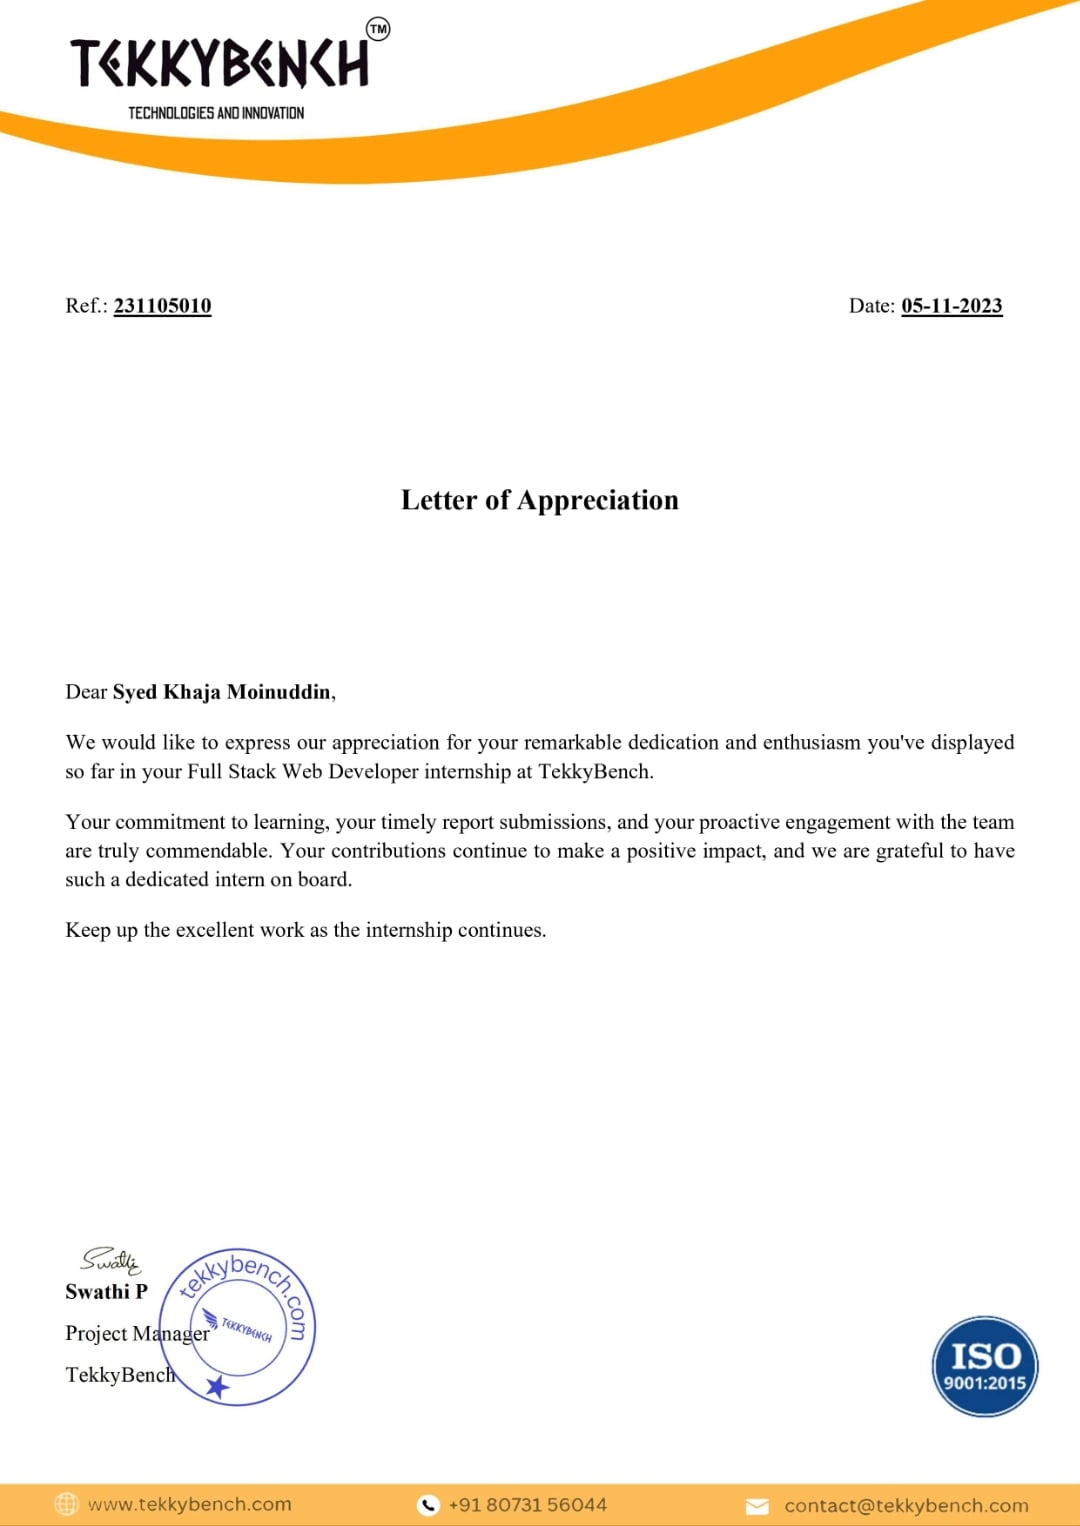 TEKKYBENCH TM
TECHNOLOGIES AND INNOVATION
Ref.: 231105010 Date: 05-11-2023
Letter of Appreciation
Dear Syed Khaja Moinuddin,
We would like to express our appreciation for your remarkable dedication and enthusiasm you've displayed
so far in your Full Stack Web Developer internship at TekkyBench.
Your commitment to learning, your timely report submissions, and your proactive engagement with the team
are truly commendable. Your contributions continue to make a positive impact, and we are grateful to have
such a dedicated intern on board.
Keep up the excellent work as the internship continues.
Swathi
Swathi P
Project Manager
TekkyBench
tekkybench.com
TEKKYBENCH
ISO
9001:2015
www.tekkybench.com +91 80731 56044 contact@tekkybench.com